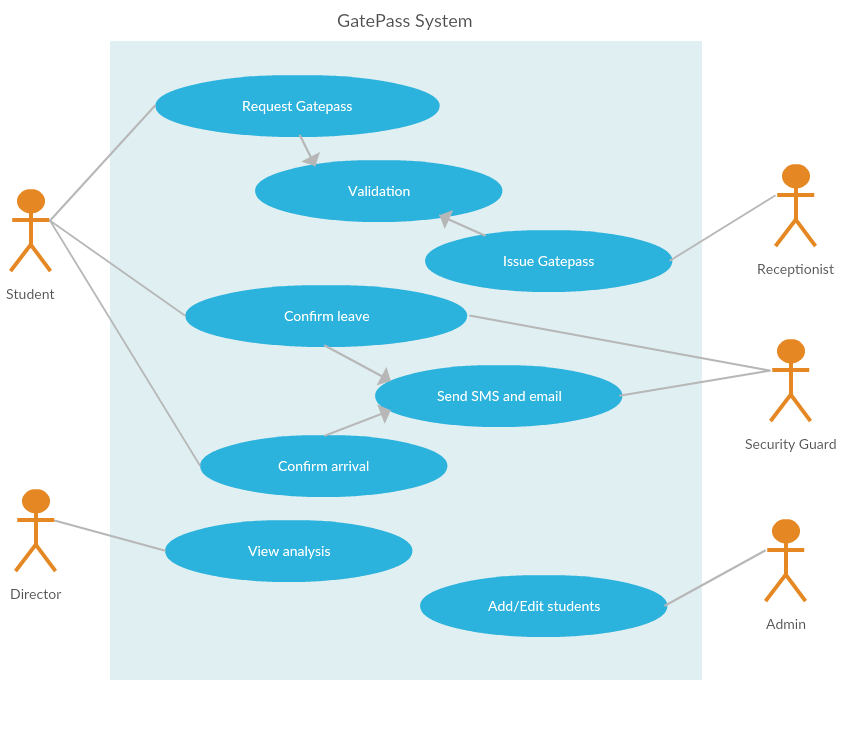 GatePass System
Request Gatepass
Validation
Issue Gatepass
Receptionist
Student
Confirm leave
Send SMS and email
Security Guard
Confirm arrival
View analysis
Director
Add/Edit students
Admin